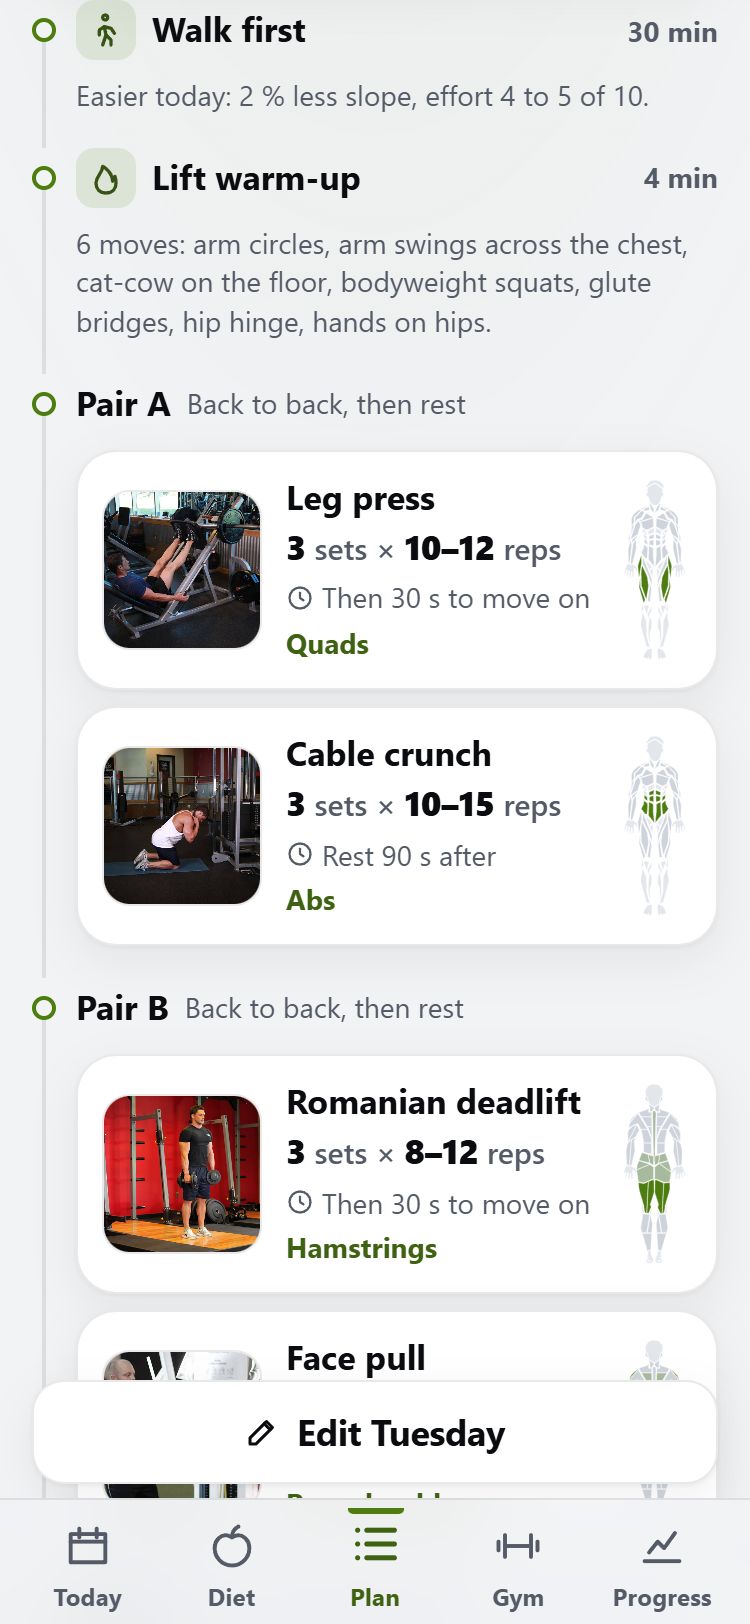 Walk first
30 min
Easier today: 2 % less slope, effort 4 to 5 of 10.
Lift warm-up
4 min
6 moves: arm circles, arm swings across the chest,
cat-cow on the floor, bodyweight squats, glute
bridges, hip hinge, hands on hips.
Pair A Back to back, then rest
Leg press
3 sets × 10–12 reps
Then 30 s to move on
Quads
Cable crunch
3 sets × 10–15 reps
Rest 90 s after
Abs
Pair B Back to back, then rest
Romanian deadlift
3 sets × 8–12 reps
Then 30 s to move on
Hamstrings
Face pull
Edit Tuesday
Today
Diet
Plan
Gym
Progress